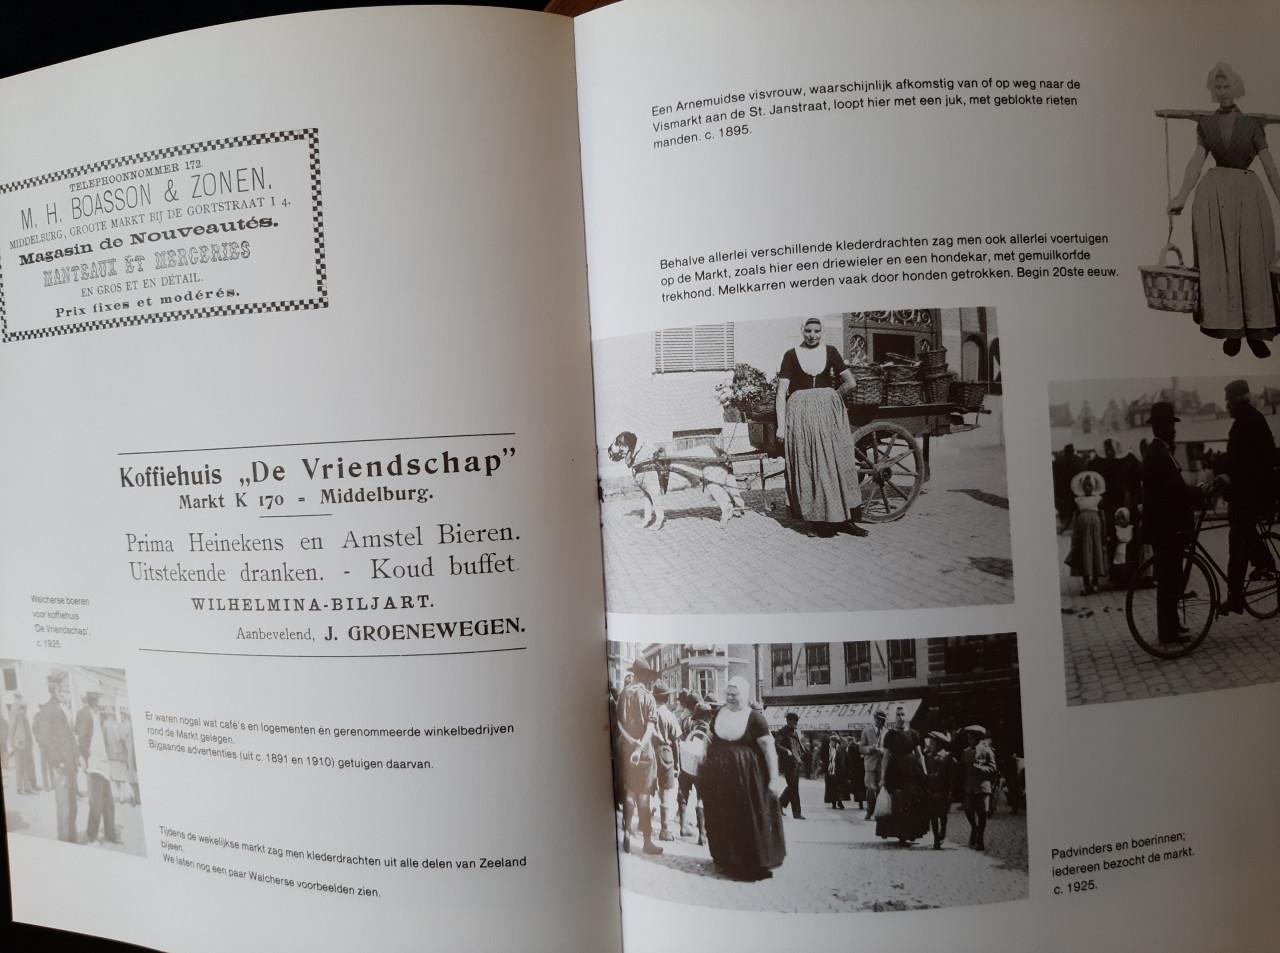 TELEPHOONNOMMER 172.
M. H. BOASSON & ZONEN.
MIDDELBURG, GROOTE MARKT BIJ DE GORTSTRAAT I 4.
Magasin de Nouveautés.
MANTEAUX ET MERCERIES
EN GROS ET EN DÉTAIL.
Prix fixes et modérés.
Koffiehuis „De Vriendschap”
Markt K 170 = Middelburg.
Prima Heinekens en Amstel Bieren.
Uitstekende dranken. - Koud buffet.
WILHELMINA-BILJART.
Aanbevelend, J. GROENEWEGEN.
Walcherse boeren
voor koffiehuis
'De Vriendschap'.
c. 1925.
Er waren nogal wat cafè's en logementen én gerenommeerde winkelbedrijven
rond de Markt gelegen.
Bijgaande advertenties (uit c. 1891 en 1910) getuigen daarvan.
Tijdens de wekelijkse markt zag men klederdrachten uit alle delen van Zeeland
bijeen.
We laten nog een paar Walcherse voorbeelden zien.
Een Arnemuidse visvrouw, waarschijnlijk afkomstig van of op weg naar de
Vismarkt aan de St. Janstraat, loopt hier met een juk, met geblokte rieten
manden. c. 1895.
Behalve allerlei verschillende klederdrachten zag men ook allerlei voertuigen
op de Markt, zoals hier een driewieler en een hondekar, met gemuilkorfde
trekhond. Melkkarren werden vaak door honden getrokken. Begin 20ste eeuw.
CARTES-POSTALES
Padvinders en boerinnen;
iedereen bezocht de markt.
c. 1925.